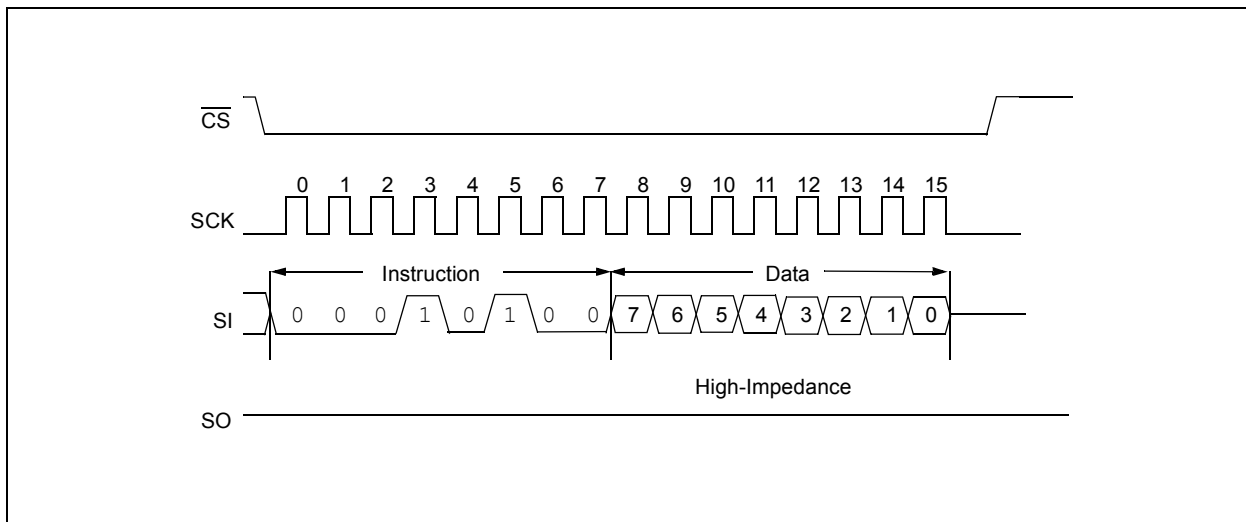 CS
0 1 2 3 4 5 6 7 8 9 10 11 12 13 14 15
SCK
Instruction Data
SI 0 0 0 1 0 1 0 0 7 6 5 4 3 2 1 0
High-Impedance
SO